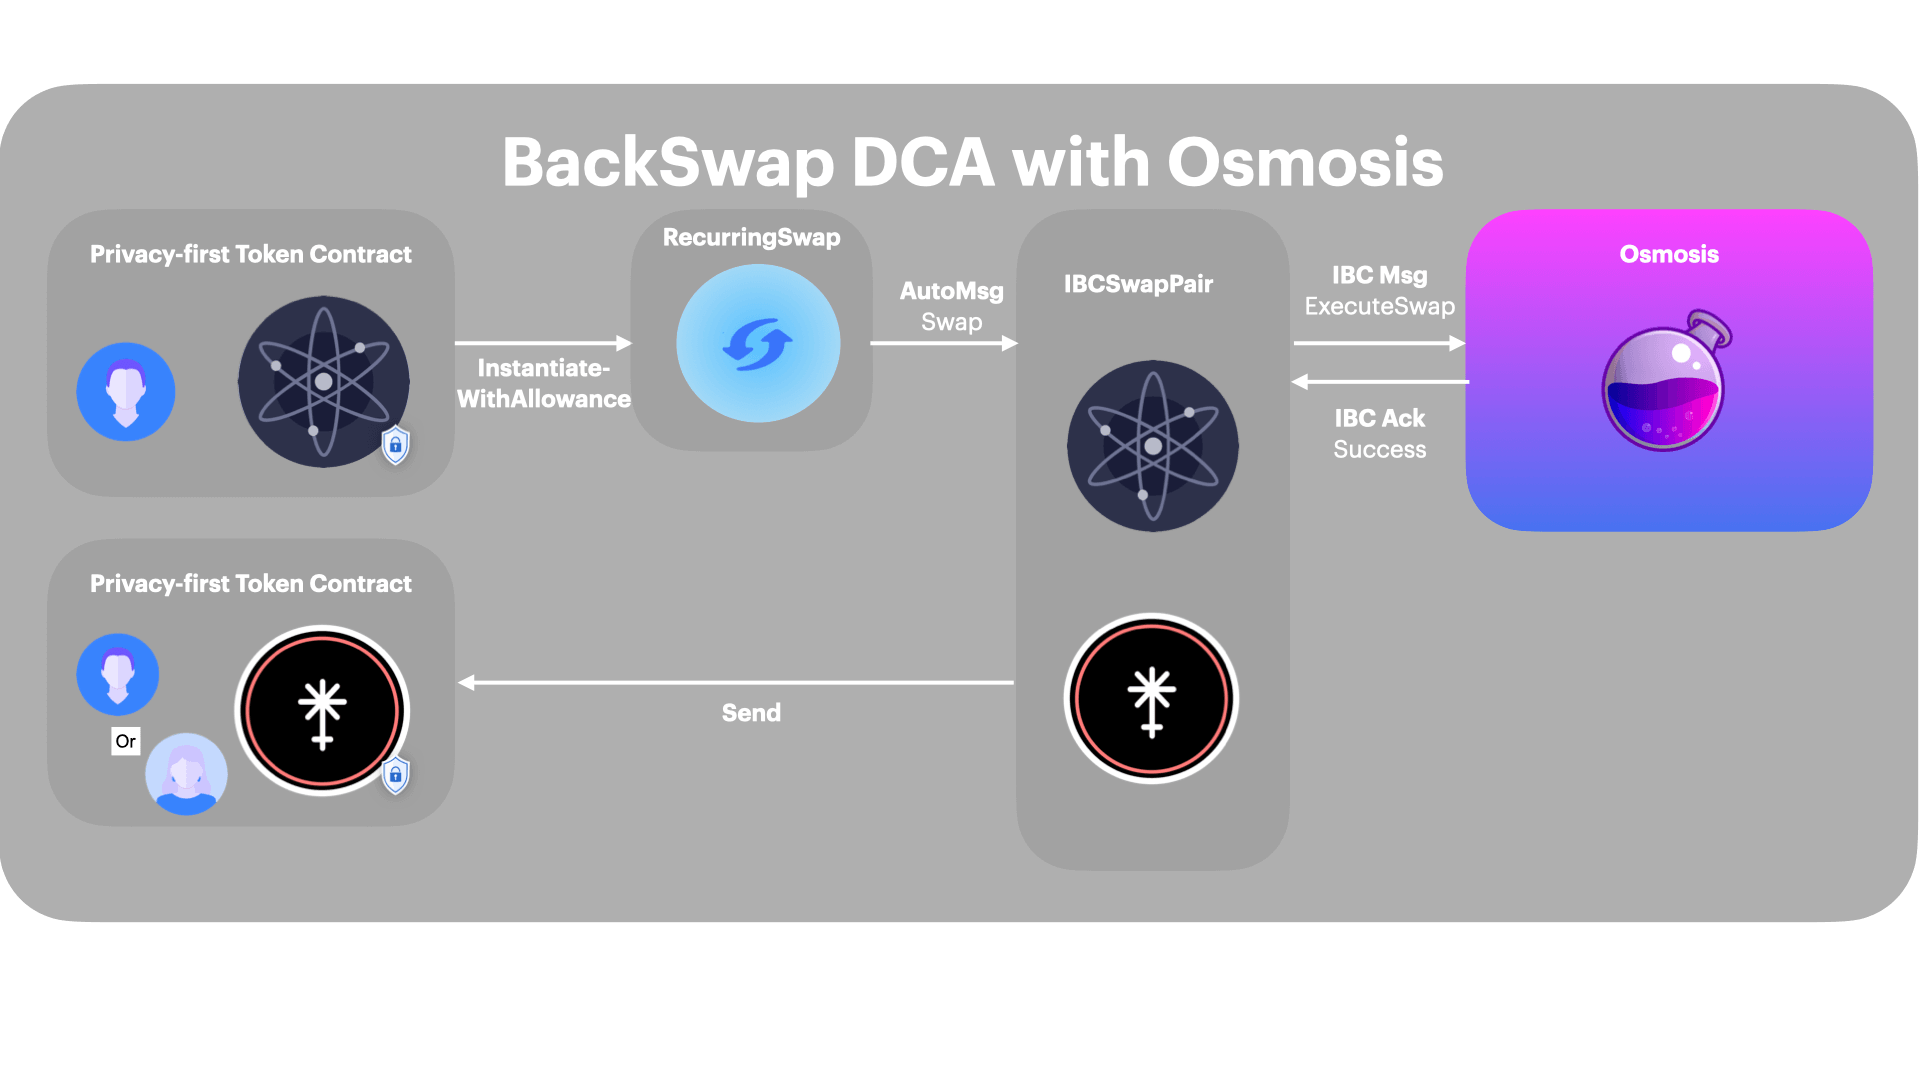 BackSwap DCA with Osmosis
Privacy-first Token Contract
RecurringSwap
Instantiate-
WithAllowance
AutoMsg
Swap
IBCSwapPair
IBC Msg
ExecuteSwap
IBC Ack
Success
Osmosis
Privacy-first Token Contract
Or
Send